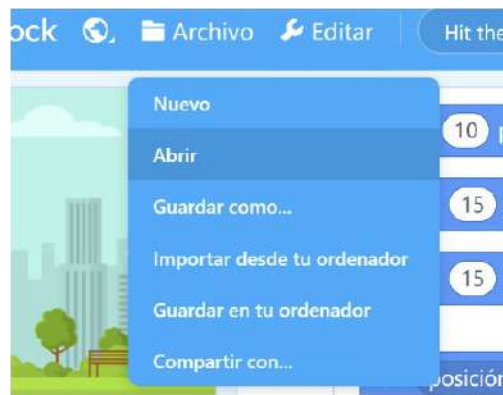 ock Archivo Editar Hit the
Nuevo
10
Abrir
Guardar como...
15
Importar desde tu ordenador
15
Guardar en tu ordenador
Compartir con...
posición